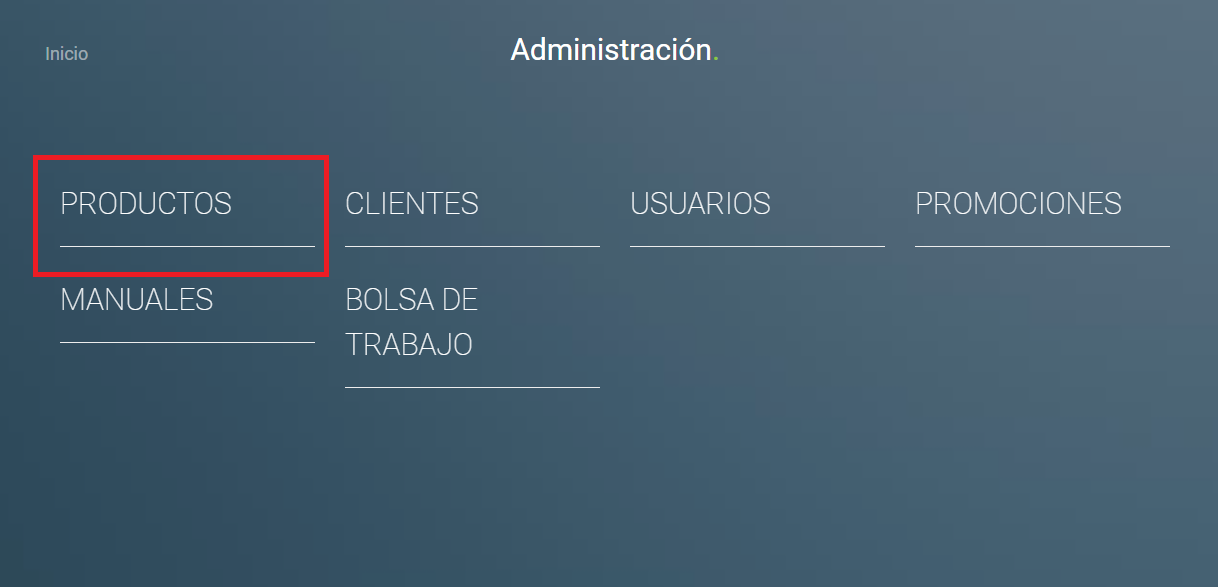 Inicio
Administración.
PRODUCTOS
CLIENTES
USUARIOS
PROMOCIONES
MANUALES
BOLSA DE
TRABAJO